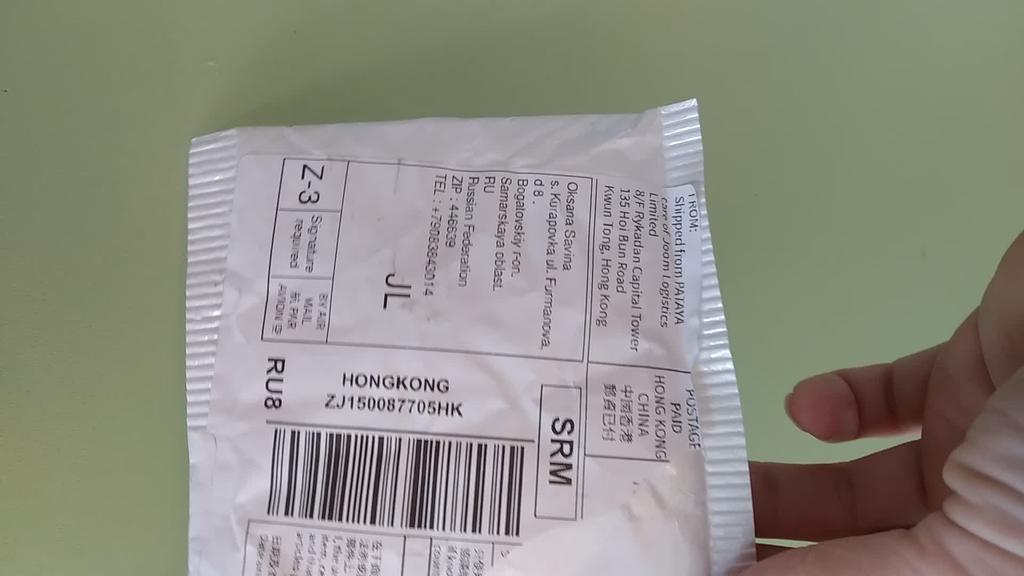 FROM:
Shipped from PATAYA
care of Joom Logistics
Limited
8/F Rykadan Capital Tower
135 Hoi Bun Road
Kwun Tong, Hong Kong
POSTAGE
PAID
HONG KONG
CHINA
中國香港
郵資已付
Oksana Savina
s. Kurapovka ul. Furmanova,
d 8.
Bogatovskiy r-on.
Samarskaya oblast.
RU
Russian Federation
ZIP : 446639
JL
Z-3
Signature
required
BY AIR
MAIL
PAR
AVION
SRM
HONGKONG
ZJ150087705HK
RU8